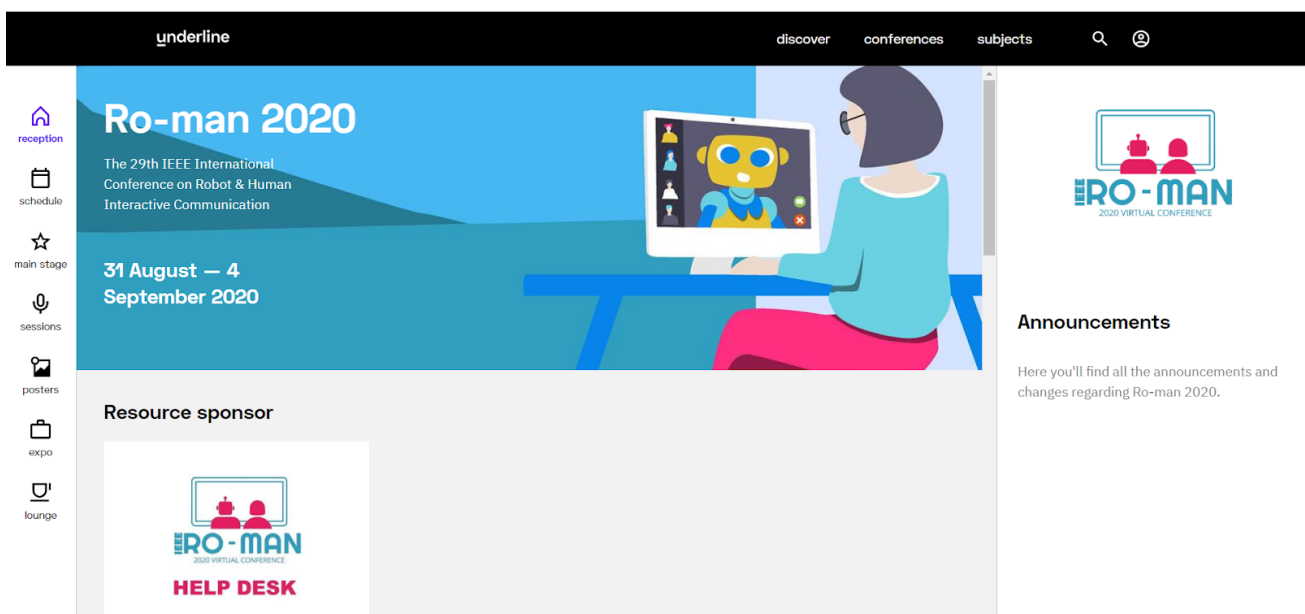 underline
discover conferences subjects
reception
schedule
main stage
sessions
posters
expo
lounge
Ro-man 2020
The 29th IEEE International
Conference on Robot & Human
Interactive Communication
31 August — 4
September 2020
Resource sponsor
IEEE RO-MAN
2020 VIRTUAL CONFERENCE
HELP DESK
IEEE RO-MAN
2020 VIRTUAL CONFERENCE
Announcements
Here you'll find all the announcements and
changes regarding Ro-man 2020.